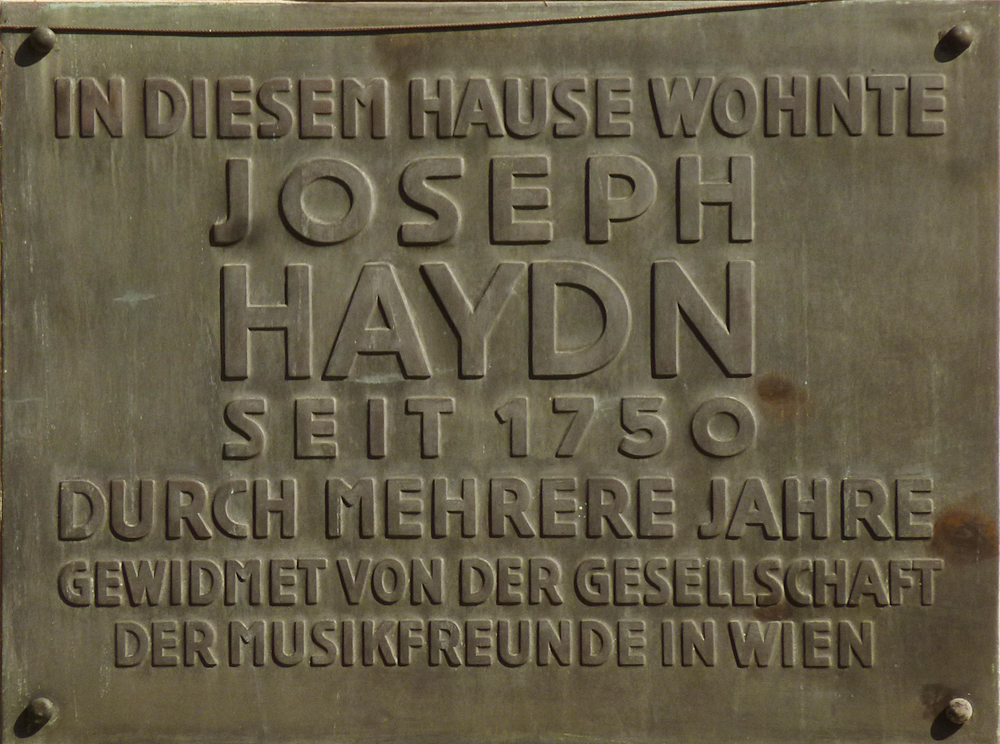 IN DIESEM HAUSE WOHNTE
JOSEPH
HAYDN
SEIT 1750
DURCH MEHRERE JAHRE
GEWIDMET VON DER GESELLSCHAFT
DER MUSIKFREUNDE IN WIEN